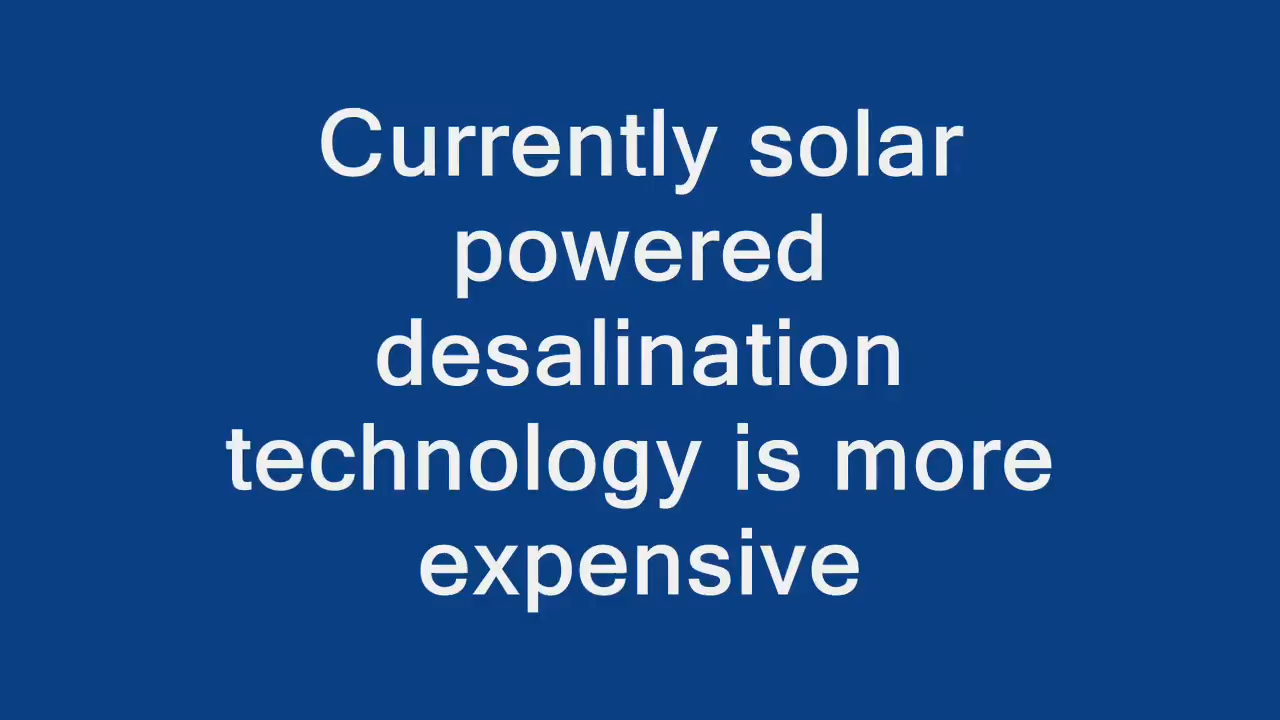 Currently solar
powered
desalination
technology is more
expensive